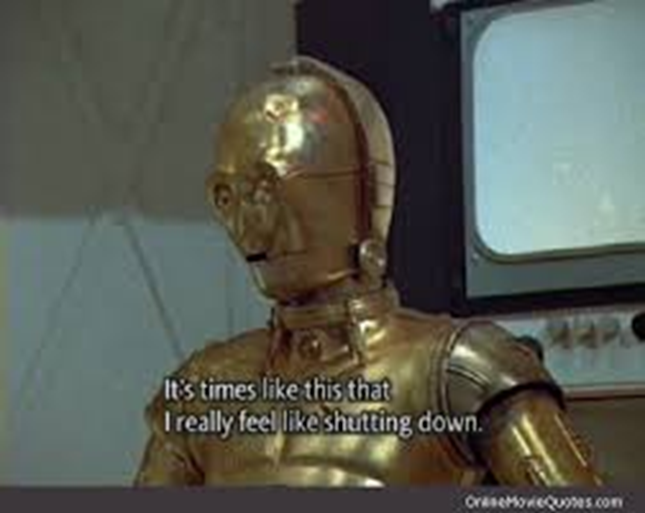 It's times like this that
I really feel like shutting down.
OnlineMovieQuotes.com